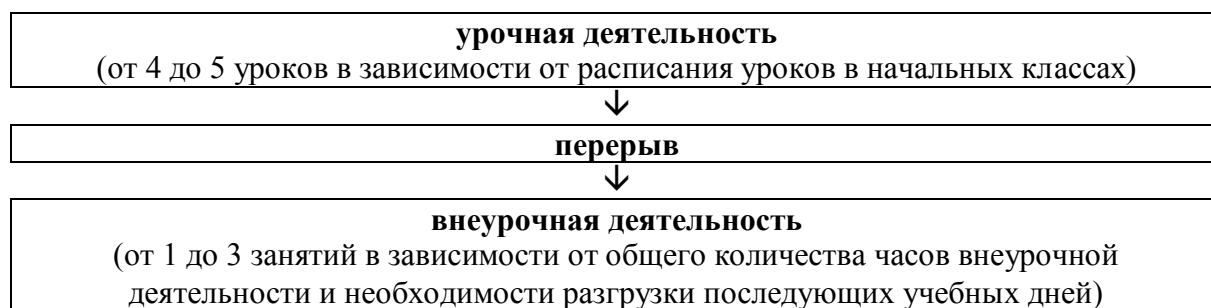 урочная деятельность
(от 4 до 5 уроков в зависимости от расписания уроков в начальных классах)
перерыв
внеурочная деятельность
(от 1 до 3 занятий в зависимости от общего количества часов внеурочной
деятельности и необходимости разгрузки последующих учебных дней)